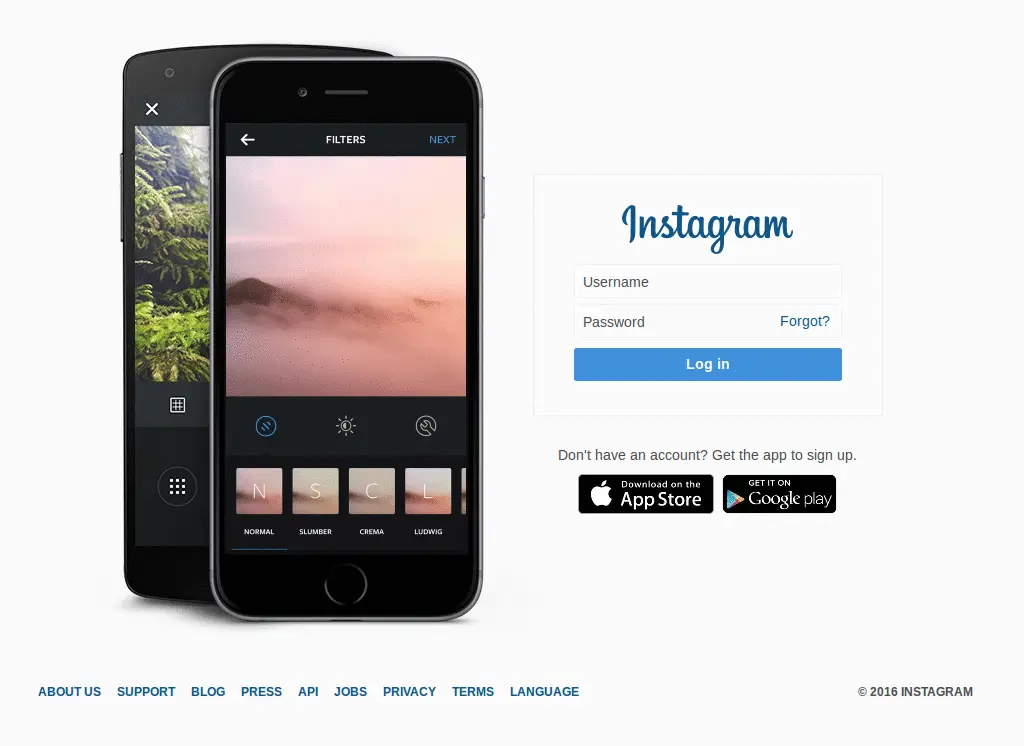 FILTERS
NEXT
N
S
C
L
NORMAL
SLUMBER
CREMA
LUDWIG
Instagram
Username
Password
Forgot?
Log in
Don't have an account? Get the app to sign up.
Download on the
App Store
GET IT ON
Google play
ABOUT US SUPPORT BLOG PRESS API JOBS PRIVACY TERMS LANGUAGE
© 2016 INSTAGRAM